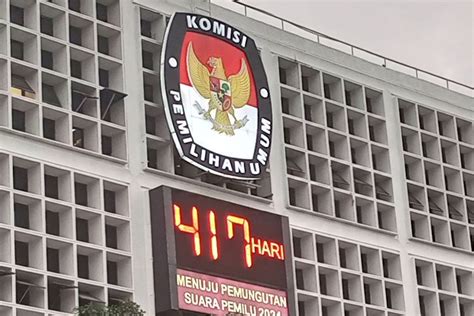 KOMISI
PEMILIHAN UMUM
417 HARI
MENUJU PEMUNGUTAN
SUARA PEMILU 2024